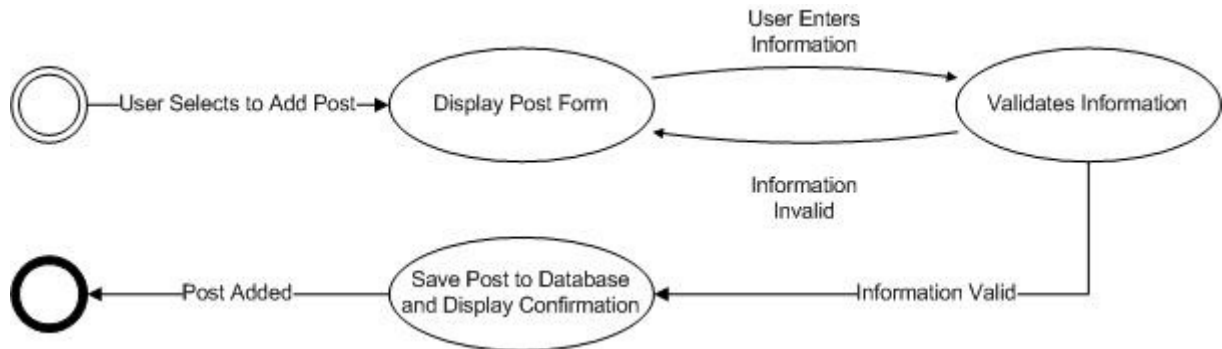 User Enters
Information
User Selects to Add Post
Display Post Form
Validates Information
Information
Invalid
Save Post to Database
and Display Confirmation
Post Added
Information Valid